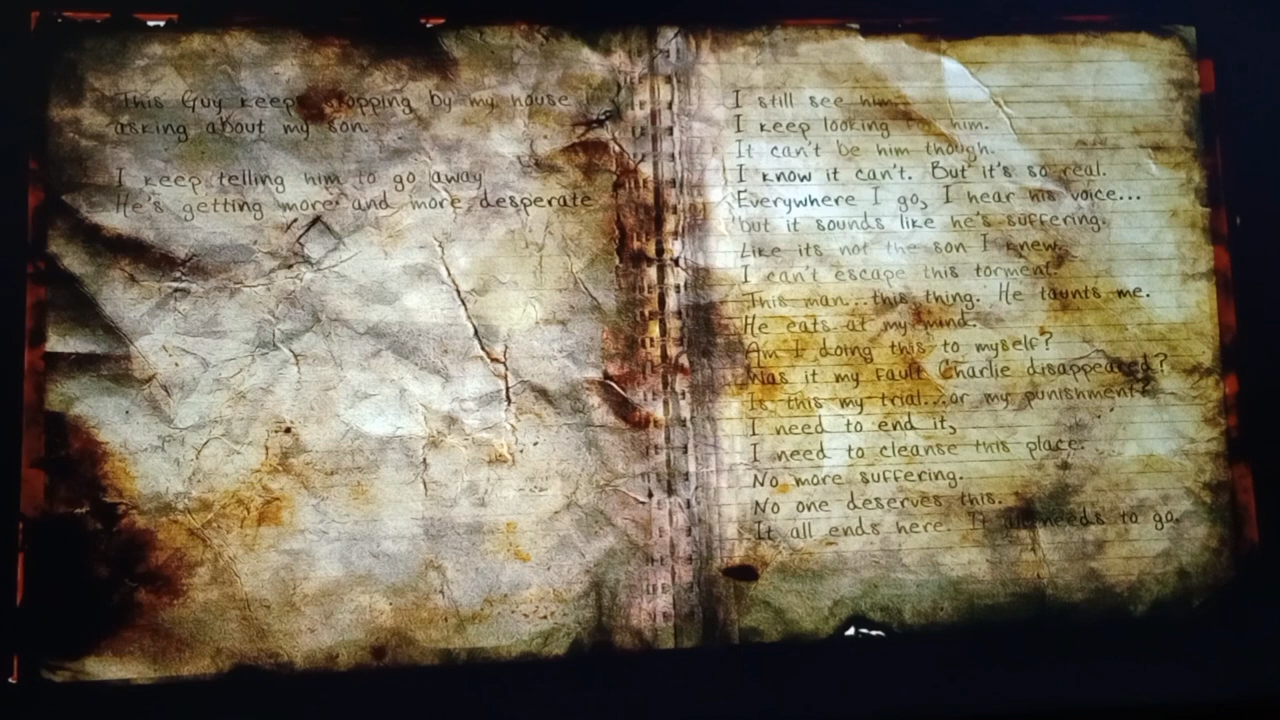 This Guy keeps stopping by my house
asking about my son.
I keep telling him to go away
He's getting more and more desperate
I still see him.
I keep looking for him.
It can't be him though.
I know it can't. But it's so real.
Everywhere I go, I hear his voice...
but it sounds like he's suffering.
Like its not the son I knew.
I can't escape this torment.
This man...this thing. He taunts me.
He eats at my mind.
Am I doing this to myself?
Was it my fault Charlie disappeared?
Is this my trial...or my punishment?
I need to end it,
I need to cleanse this place.
No more suffering.
No one deserves this.
It all ends here. It all needs to go.